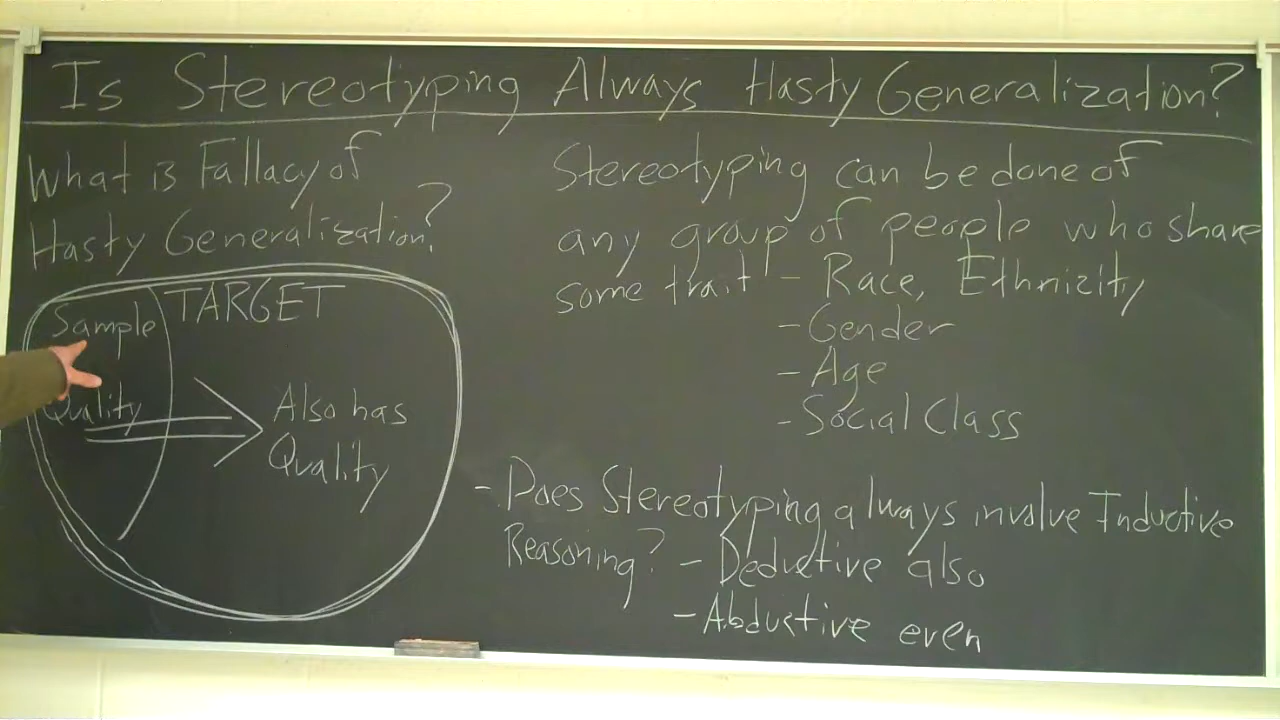 Is Stereotyping Always Hasty Generalization?
What is Fallacy of
Hasty Generalization?
Sample
TARGET
Quality
Also has
Quality
Stereotyping can be done of
any group of people who share
some trait - Race, Ethnicity
- Gender
- Age
- Social Class
- Does Stereotyping always involve Inductive
Reasoning? - Deductive also
- Abductive even